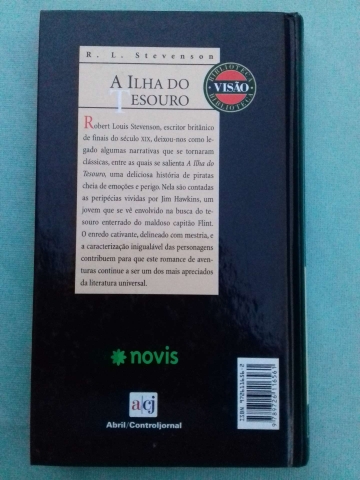 R. L. Stevenson
A ILHA DO
TESOURO
BIBLIOTECA
VISÃO
BIBLIOTECA
Robert Louis Stevenson, escritor britânico
de finais do século XIX, deixou-nos como le-
gado algumas narrativas que se tornaram
clássicas, entre as quais se salienta A Ilha do
Tesouro, uma deliciosa história de piratas
cheia de emoções e perigo. Nela são contadas
as peripécias vividas por Jim Hawkins, um
jovem que se vê envolvido na busca do te-
souro enterrado do maldoso capitão Flint.
O enredo cativante, delineado com mestria, e
a caracterização inigualável das personagens
contribuem para que este romance de aven-
turas continue a ser um dos mais apreciados
da literatura universal.
novis
a/cj
Abril/Controljornal
ISBN